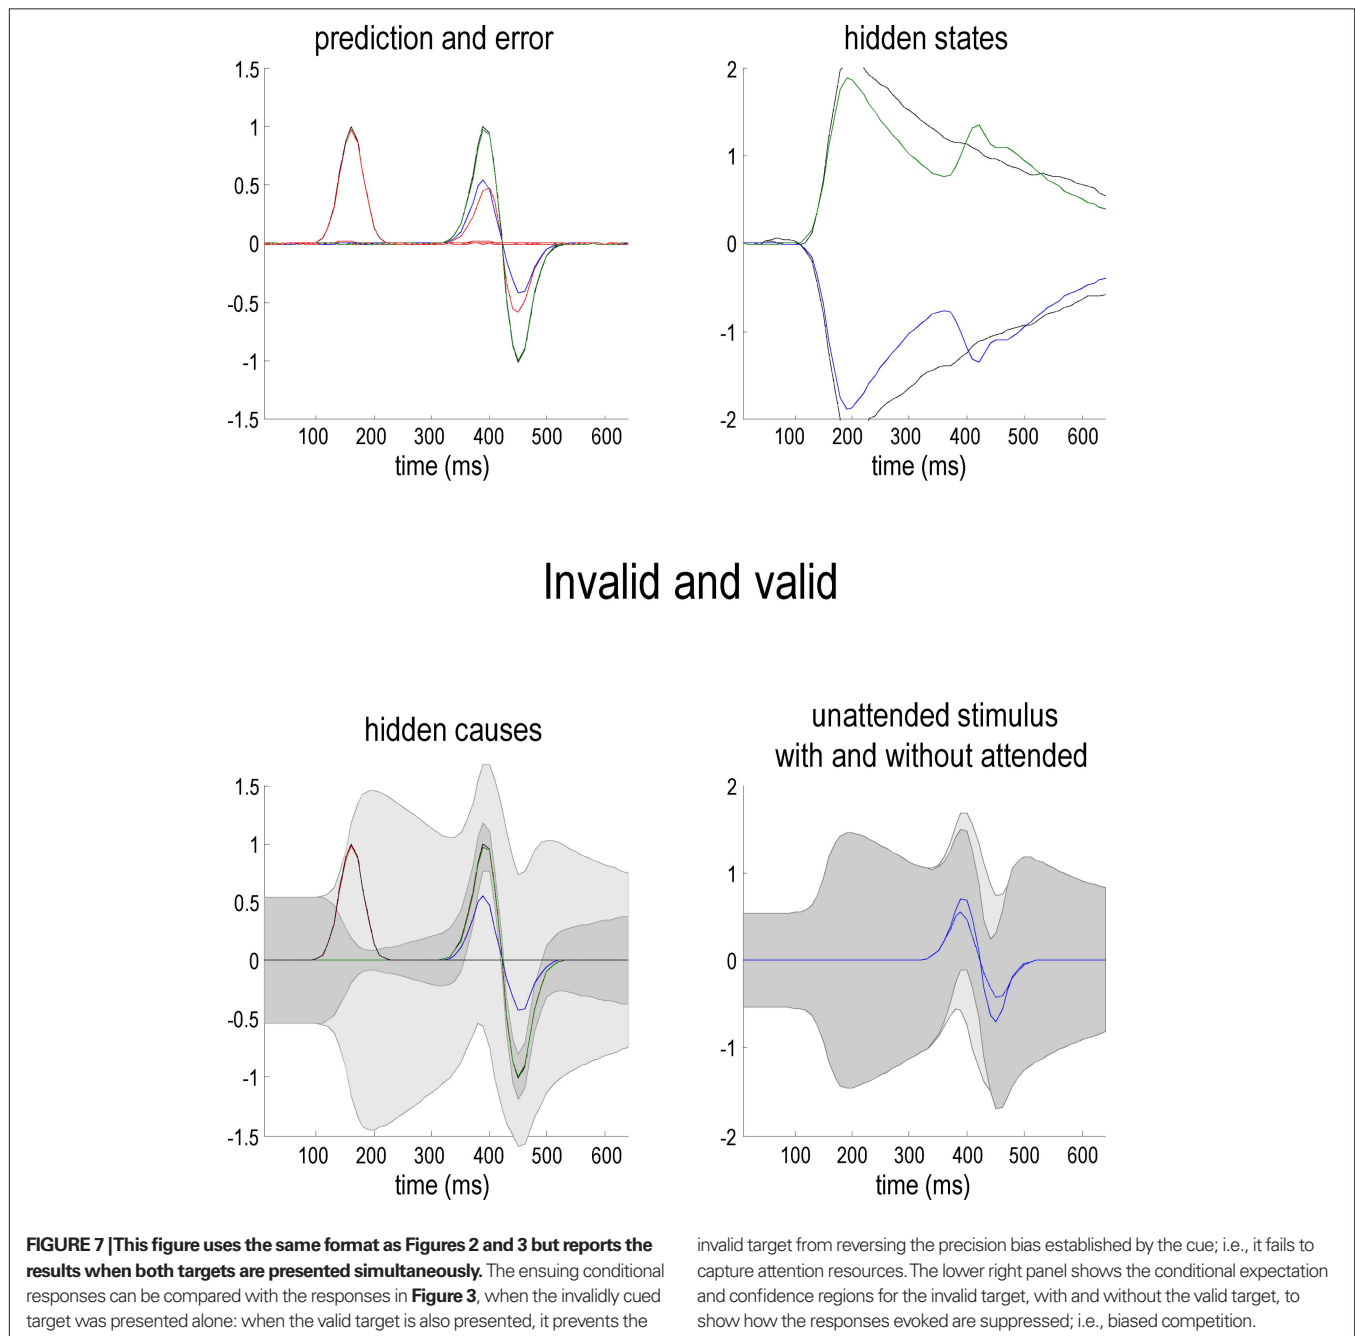 prediction and error
1.5
1
0.5
0
-0.5
-1
-1.5
100 200 300 400 500 600
time (ms)
hidden states
2
1
0
-1
-2
100 200 300 400 500 600
time (ms)
Invalid and valid
hidden causes
1.5
1
0.5
0
-0.5
-1
-1.5
100 200 300 400 500 600
time (ms)
unattended stimulus
with and without attended
2
1
0
-1
-2
100 200 300 400 500 600
time (ms)
FIGURE 7 | This figure uses the same format as Figures 2 and 3 but reports the
results when both targets are presented simultaneously. The ensuing conditional
responses can be compared with the responses in Figure 3, when the invalidly cued
target was presented alone: when the valid target is also presented, it prevents the
invalid target from reversing the precision bias established by the cue; i.e., it fails to
capture attention resources. The lower right panel shows the conditional expectation
and confidence regions for the invalid target, with and without the valid target, to
show how the responses evoked are suppressed; i.e., biased competition.